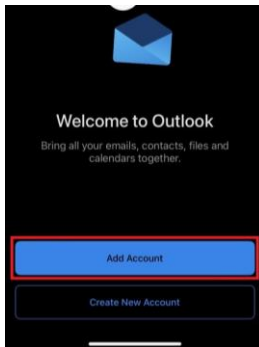 Welcome to Outlook
Bring all your emails, contacts, files and
calendars together.
Add Account
Create New Account